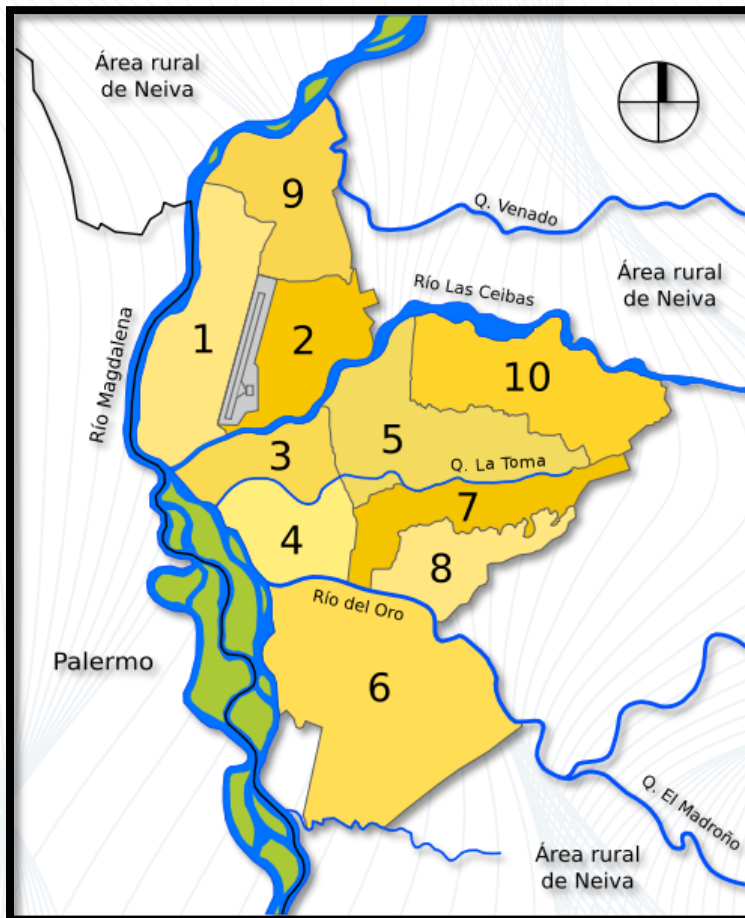 Área rural
de Neiva
9
Q. Venado
Área rural
de Neiva
Río Las Ceibas
1
2
Río Magdalena
10
3
5
Q. La Toma
7
4
8
Río del Oro
Palermo
6
Q. El Madroño
Área rural
de Neiva